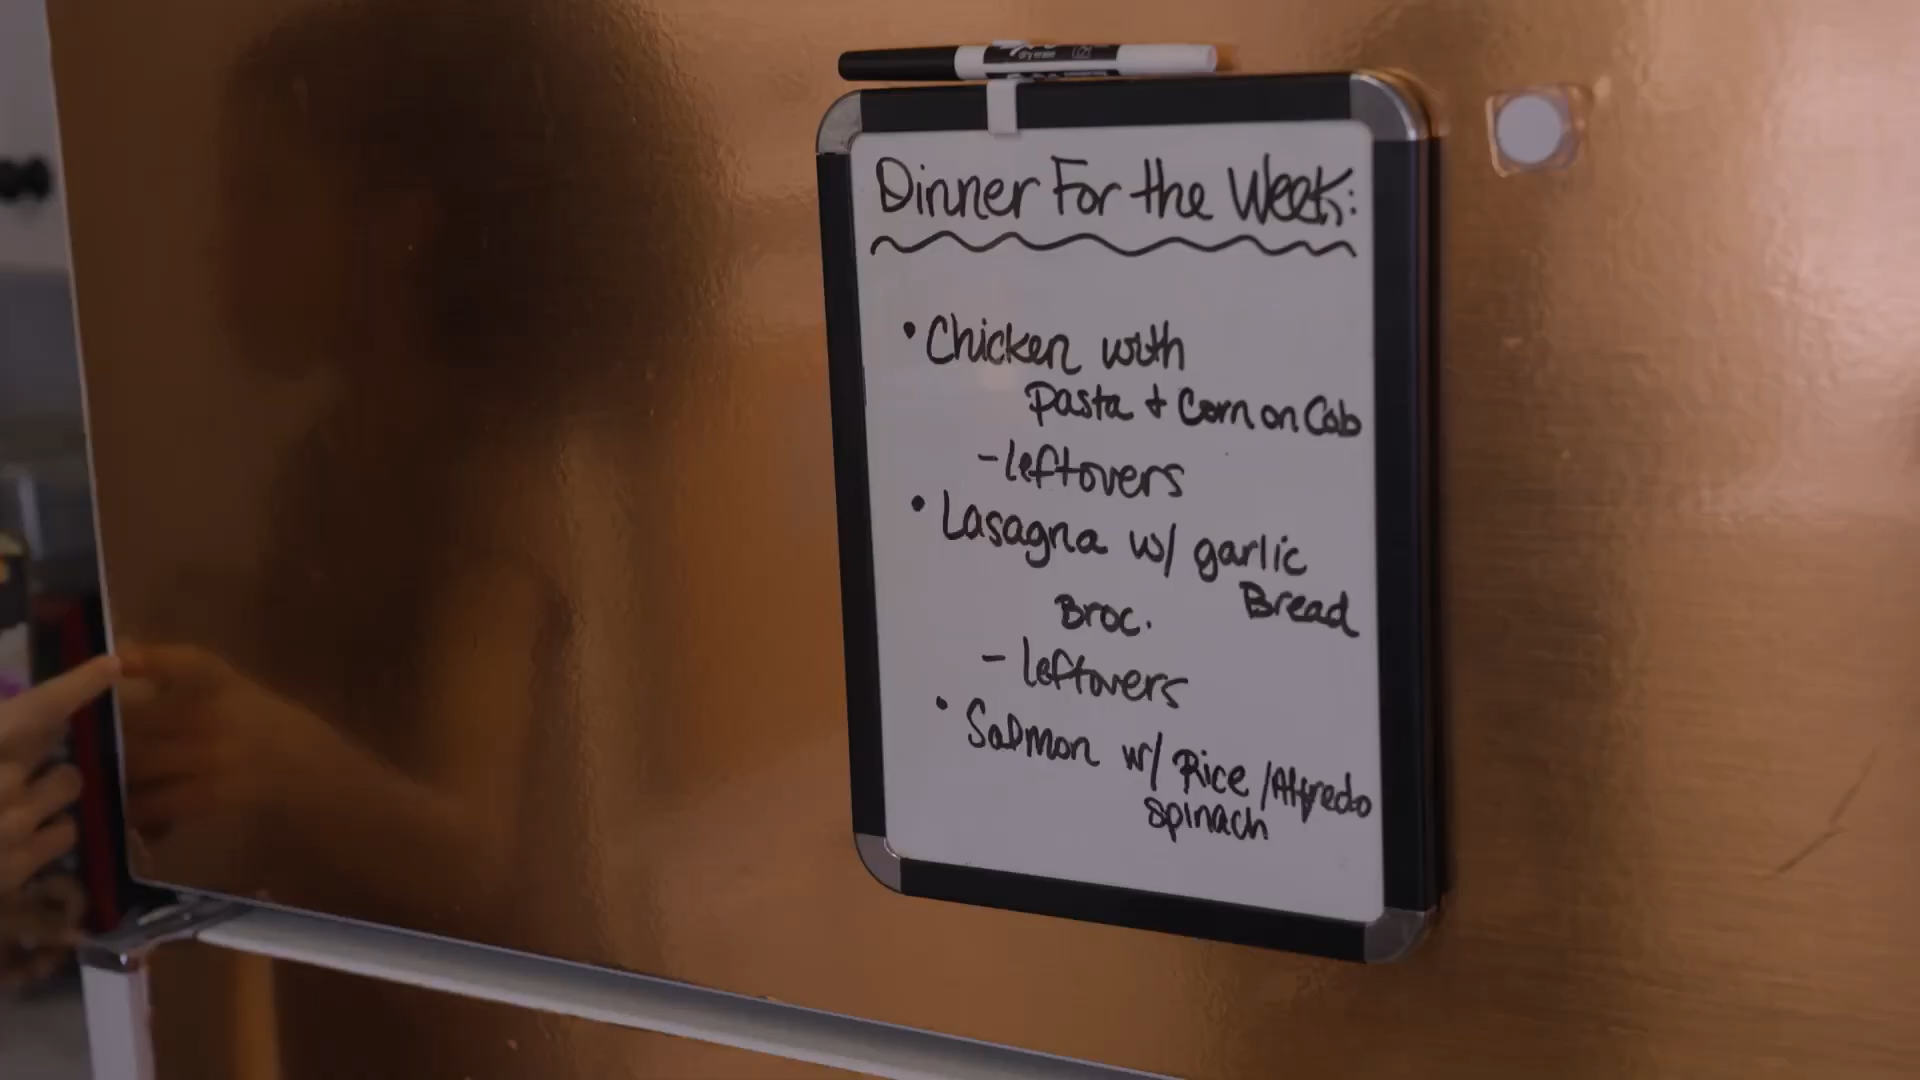 Dinner For the Week:
• Chicken with
Pasta + Corn on Cob
- leftovers
• Lasagna w/ garlic
Bread
Broc.
- leftovers
• Salmon w/ Rice /Alfredo
spinach